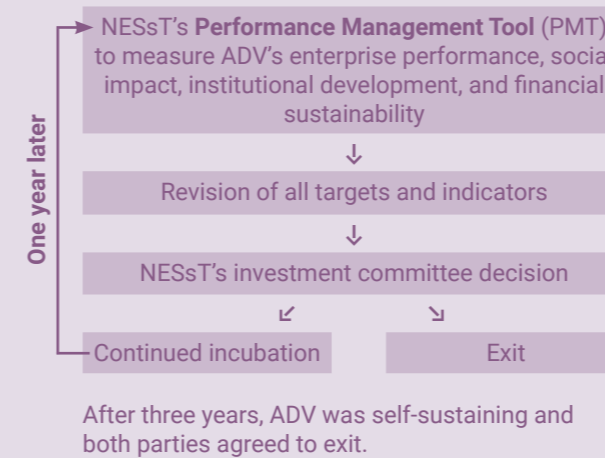 NESsT’s Performance Management Tool (PMT)
to measure ADV’s enterprise performance, socia
impact, institutional development, and financial
sustainability
Revision of all targets and indicators
NESsT’s investment committee decision
Continued incubation
Exit
One year later
After three years, ADV was self-sustaining and
both parties agreed to exit.